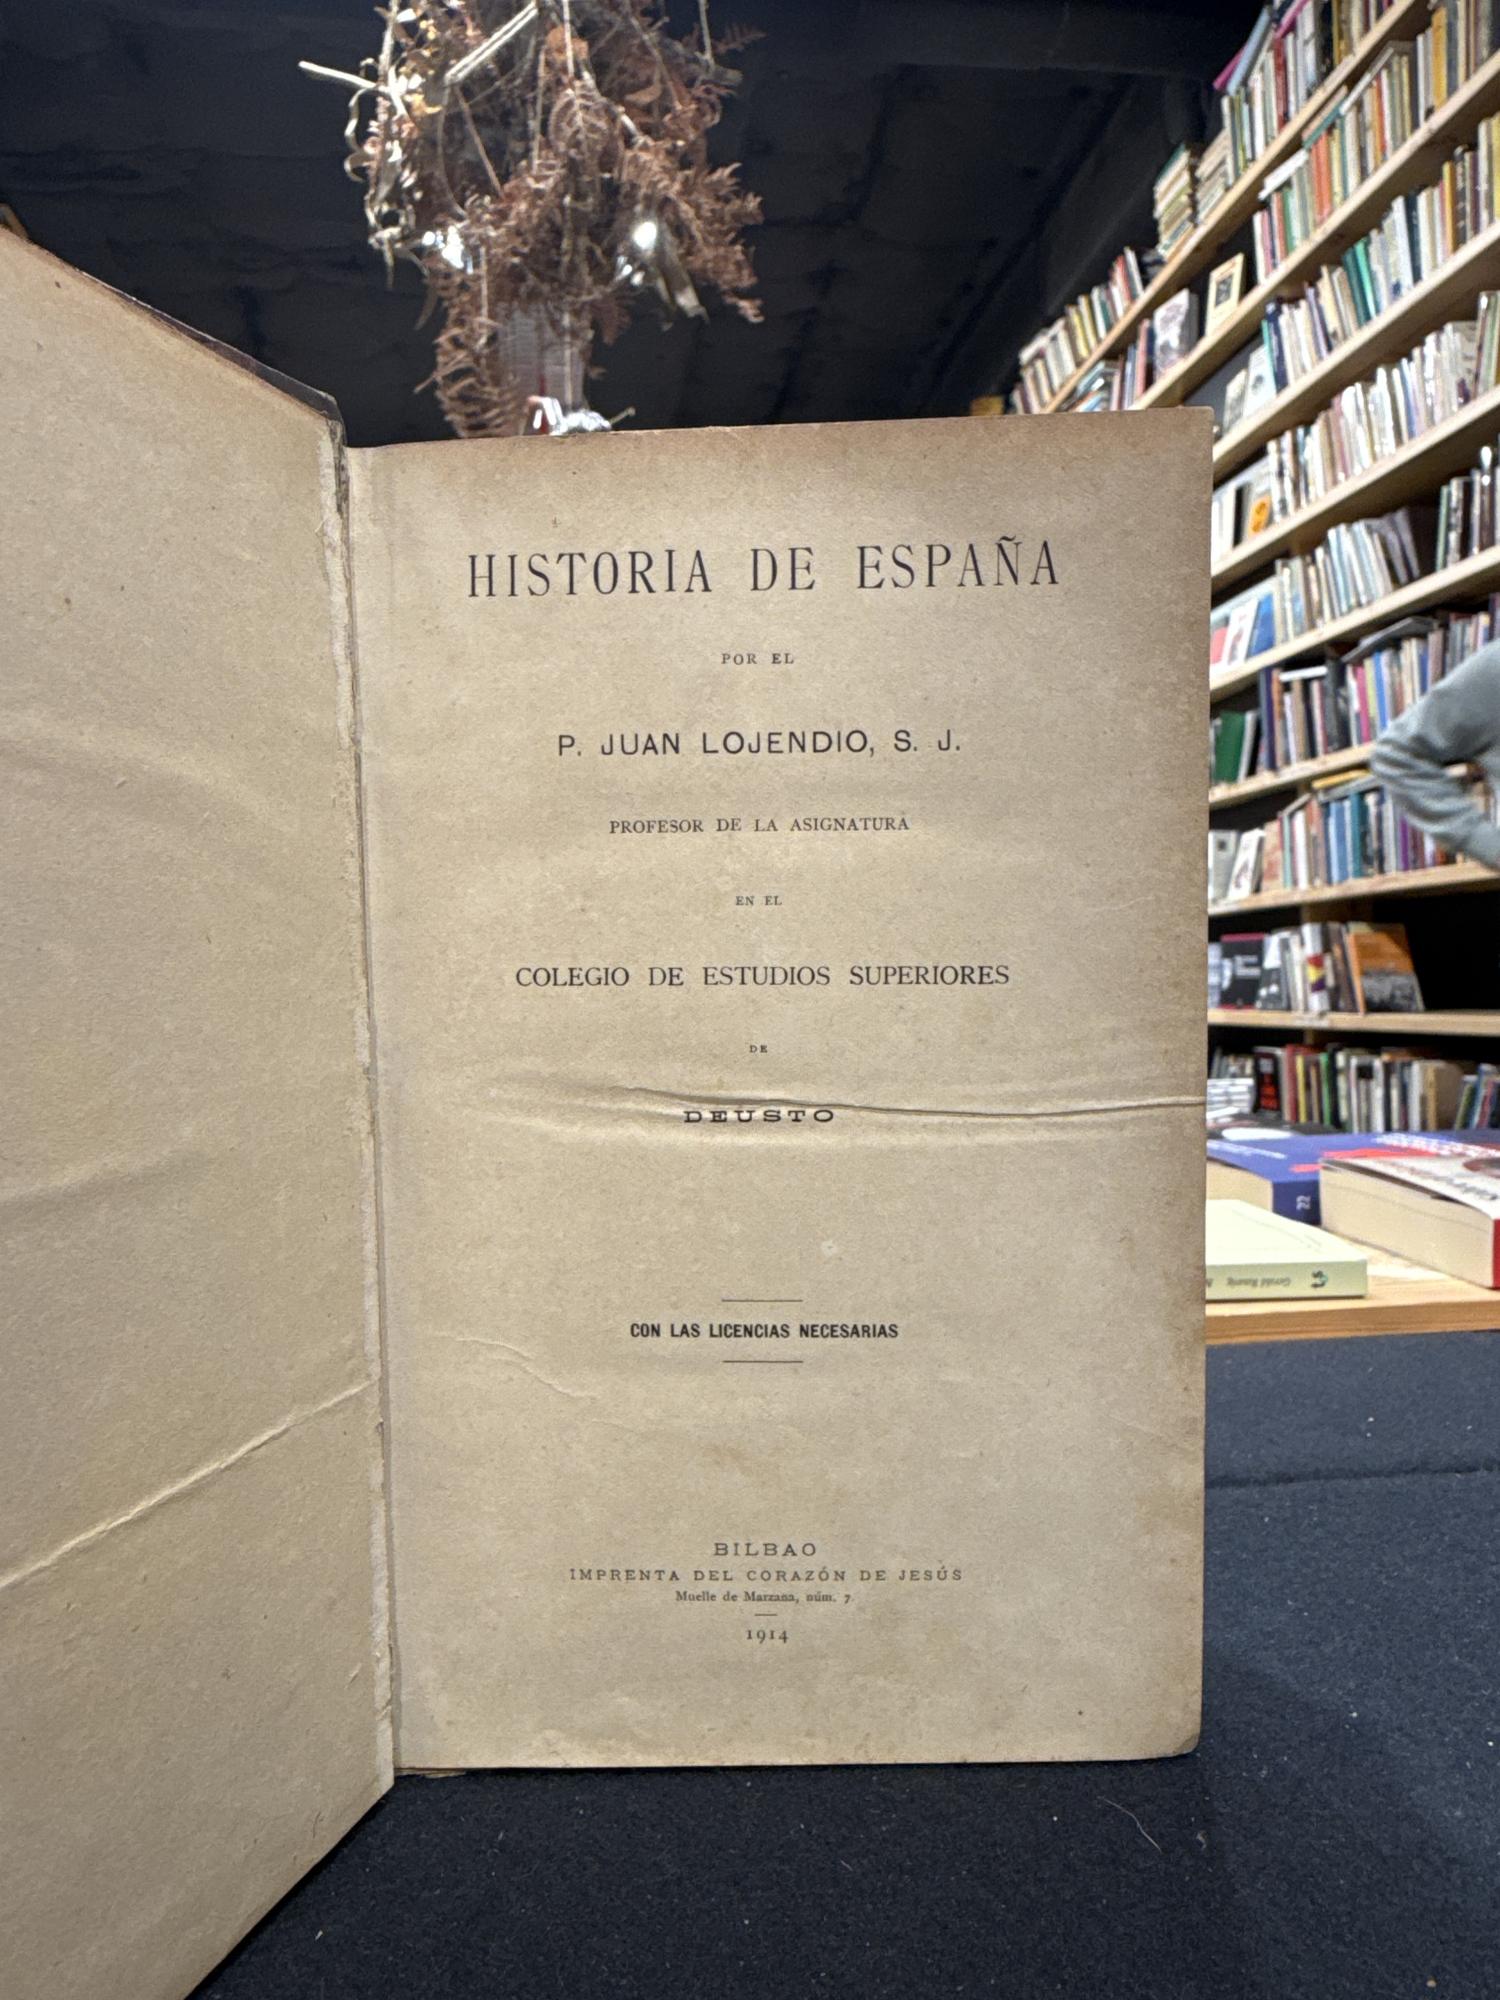 HISTORIA DE ESPAÑA
POR EL
P. JUAN LOJENDIO, S. J.
PROFESOR DE LA ASIGNATURA
EN EL
COLEGIO DE ESTUDIOS SUPERIORES
DE
DEUSTO
CON LAS LICENCIAS NECESARIAS
BILBAO
IMPRENTA DEL CORAZÓN DE JESÚS
Muelle de Marzana, núm. 7
1914
22